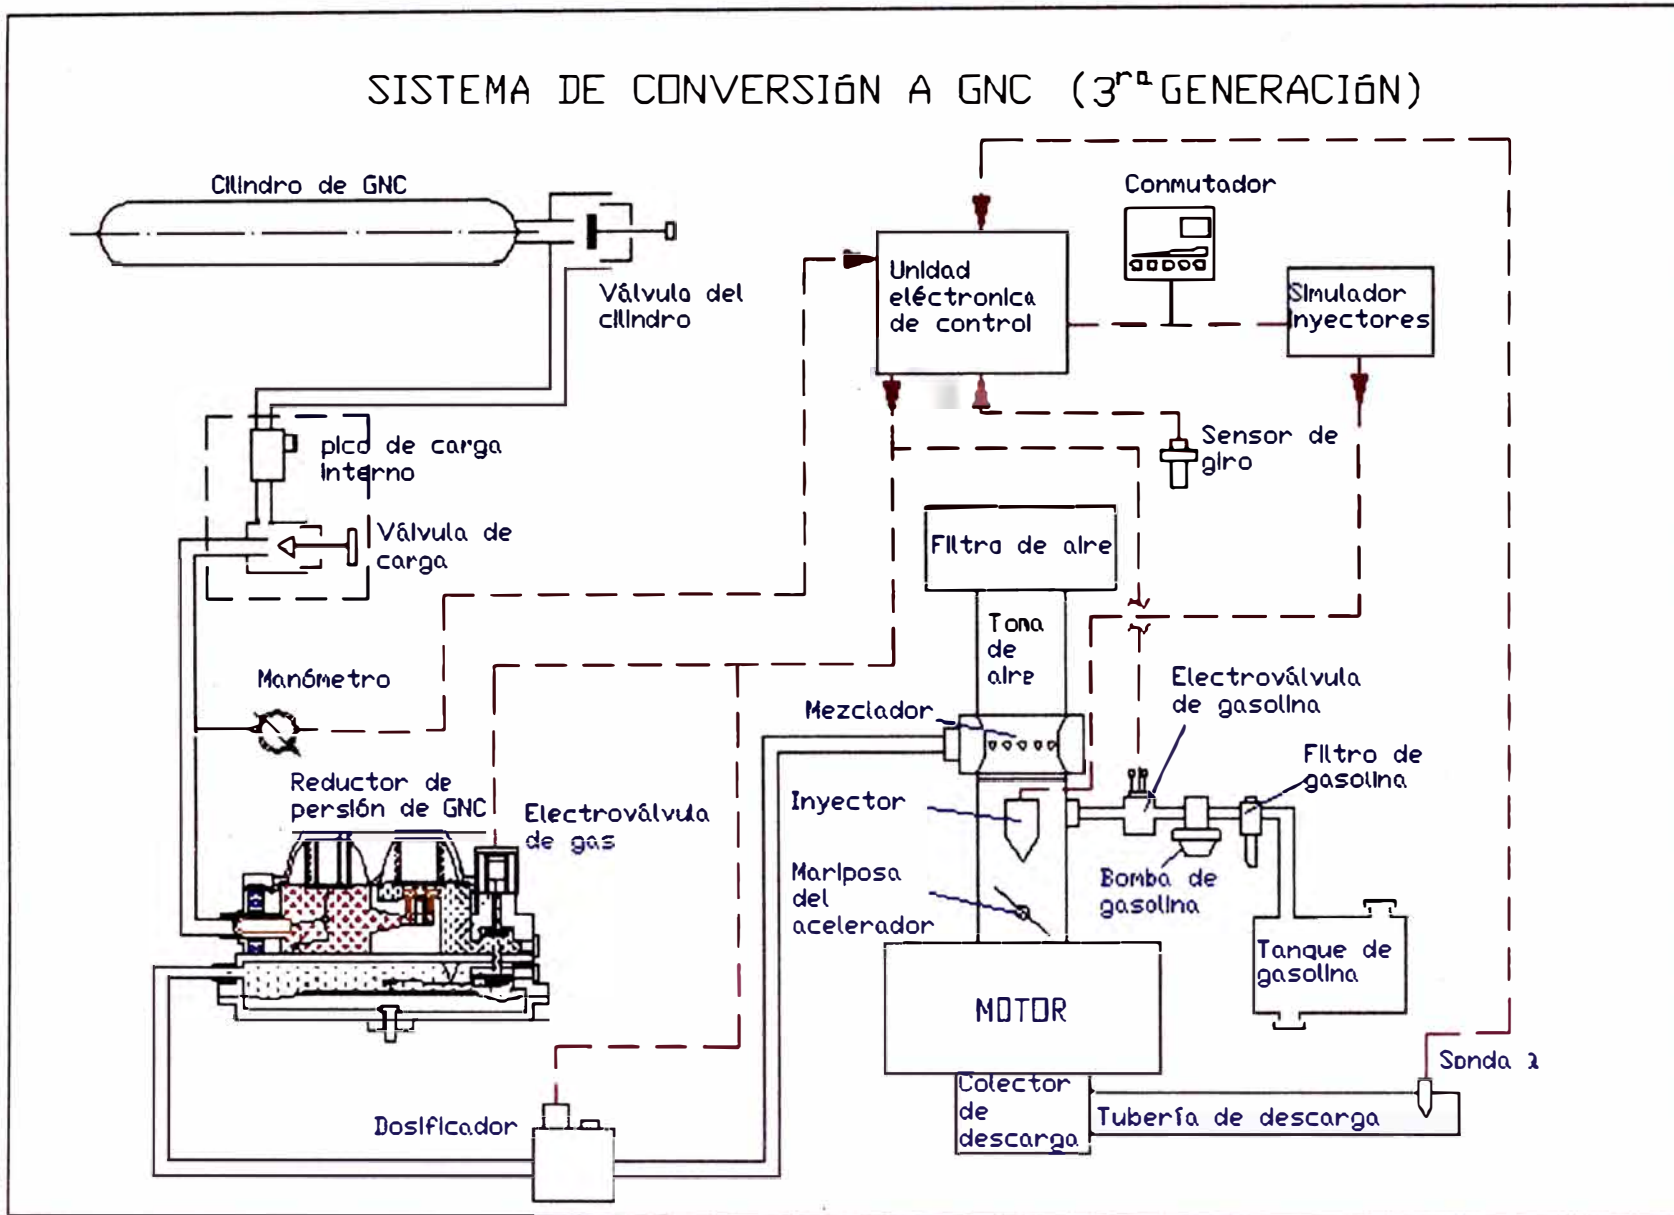 SISTEMA DE CONVERSIÓN A GNC (3ra GENERACIÓN)
Cilindro de GNC
Válvula del
cilindro
Conmutador
Unidad
eléctronica
de control
Simulador
inyectores
pico de carga
interno
Válvula de
carga
Sensor de
giro
Filtro de aire
Toma
de
aire
Manómetro
Mezclador
Electroválvula
de gasolina
Filtro de
gasolina
Reductor de
persión de GNC
Electroválvula
de gas
Inyector
Mariposa
del
acelerador
Bomba de
gasolina
Tanque de
gasolina
MOTOR
Sonda λ
Colector
de
descarga
Tubería de descarga
Dosificador